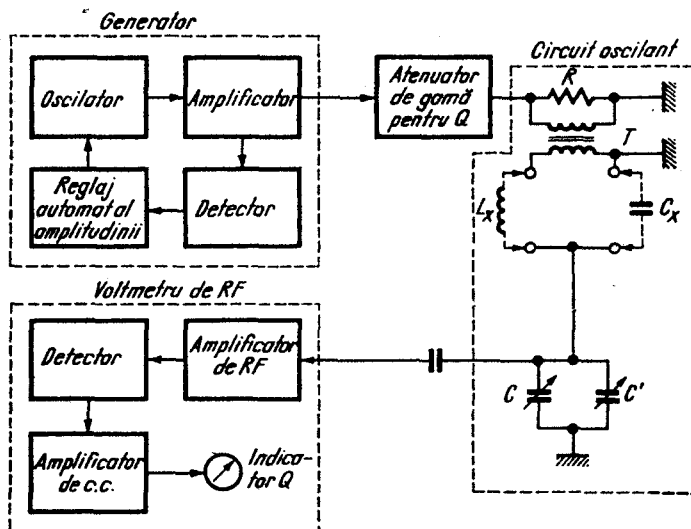 Generator
Oscilator
Amplificator
Reglaj
automat al
amplitudinii
Detector
Atenuator
de gamă
pentru Q
Circuit oscilant
R
T
Lx
Cx
C
C'
Voltmetru de RF
Detector
Amplificator
de RF
Amplificator
de c.c.
Indica-
tor Q